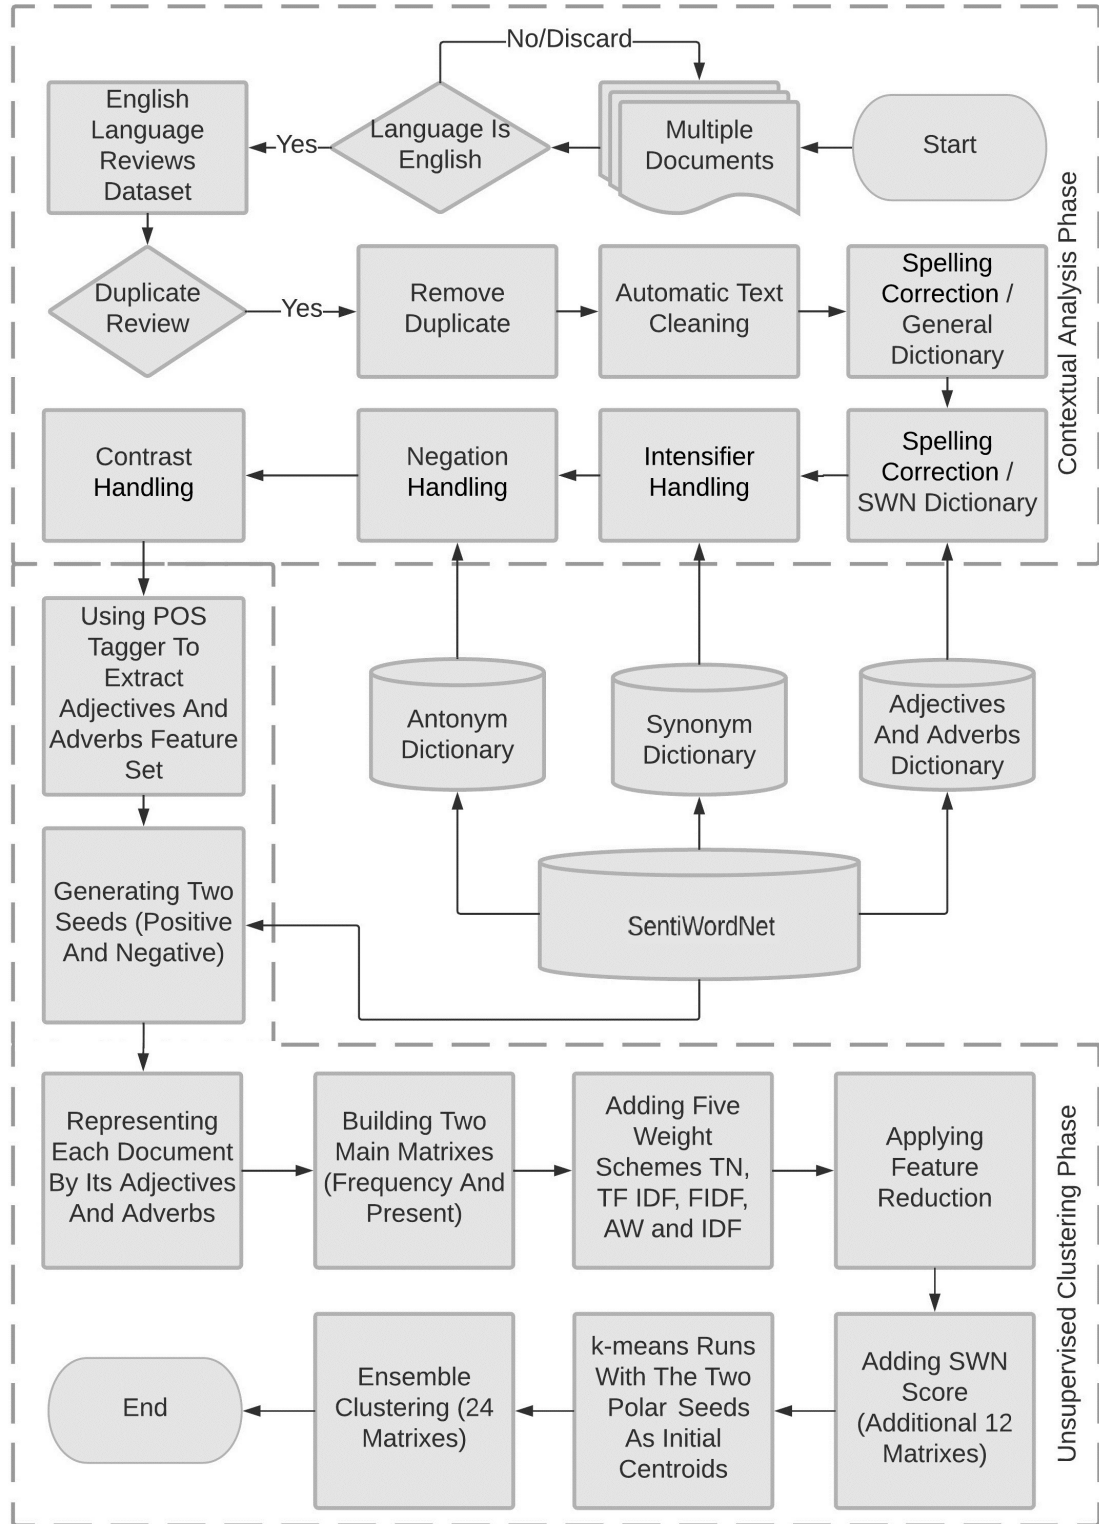 No/Discard
English
Language
Reviews
Dataset
Yes
Language Is
English
Multiple
Documents
Start
Duplicate
Review
Yes
Remove
Duplicate
Automatic Text
Cleaning
Spelling
Correction /
General
Dictionary
Contextual Analysis Phase
Contrast
Handling
Negation
Handling
Intensifier
Handling
Spelling
Correction /
SWN Dictionary
Using POS
Tagger To
Extract
Adjectives And
Adverbs Feature
Set
Antonym
Dictionary
Synonym
Dictionary
Adjectives
And Adverbs
Dictionary
Generating Two
Seeds (Positive
And Negative)
SentiWordNet
Representing
Each Document
By Its Adjectives
And Adverbs
Building Two
Main Matrixes
(Frequency And
Present)
Adding Five
Weight
Schemes TN,
TF IDF, FIDF,
AW and IDF
Applying
Feature
Reduction
Unsupervised Clustering Phase
End
Ensemble
Clustering (24
Matrixes)
k-means Runs
With The Two
Polar Seeds
As Initial
Centroids
Adding SWN
Score
(Additional 12
Matrixes)